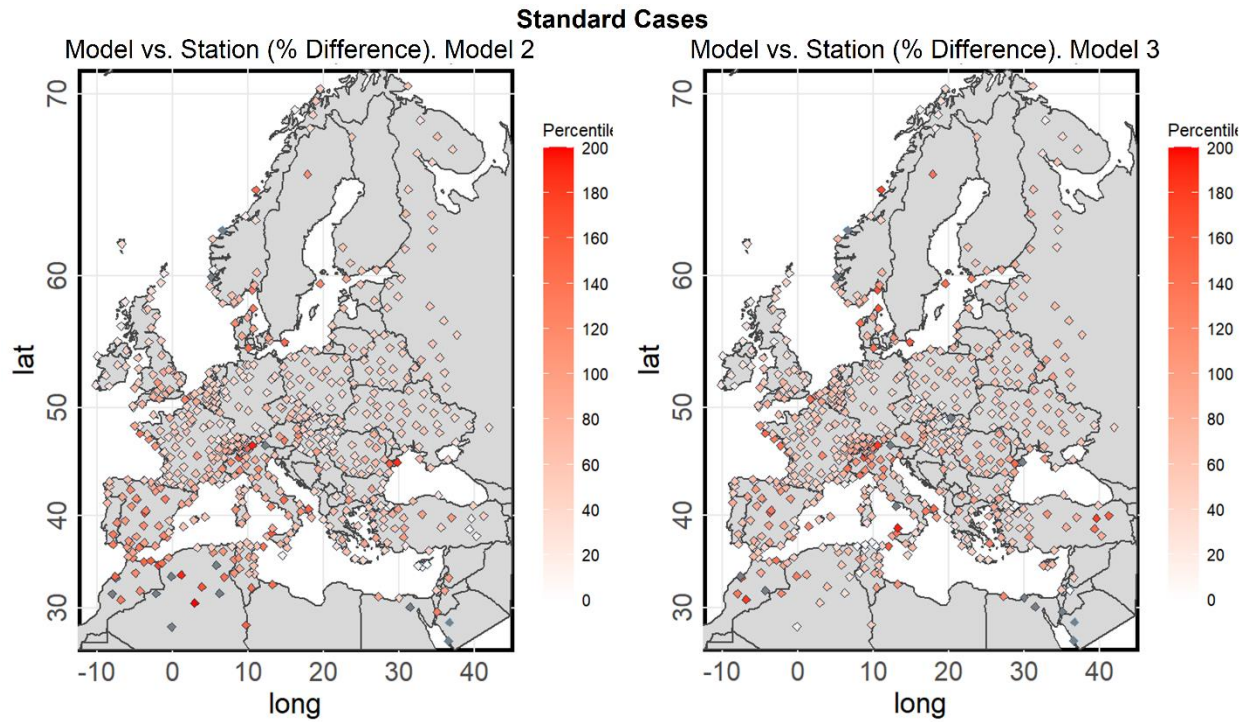 Standard Cases
Model vs. Station (% Difference). Model 2
Model vs. Station (% Difference). Model 3
70
60
50
40
30
lat
-10 0 10 20 30 40
long
Percentile
200
180
160
140
120
100
80
60
40
20
0
70
60
50
40
30
lat
-10 0 10 20 30 40
long
Percentile
200
180
160
140
120
100
80
60
40
20
0